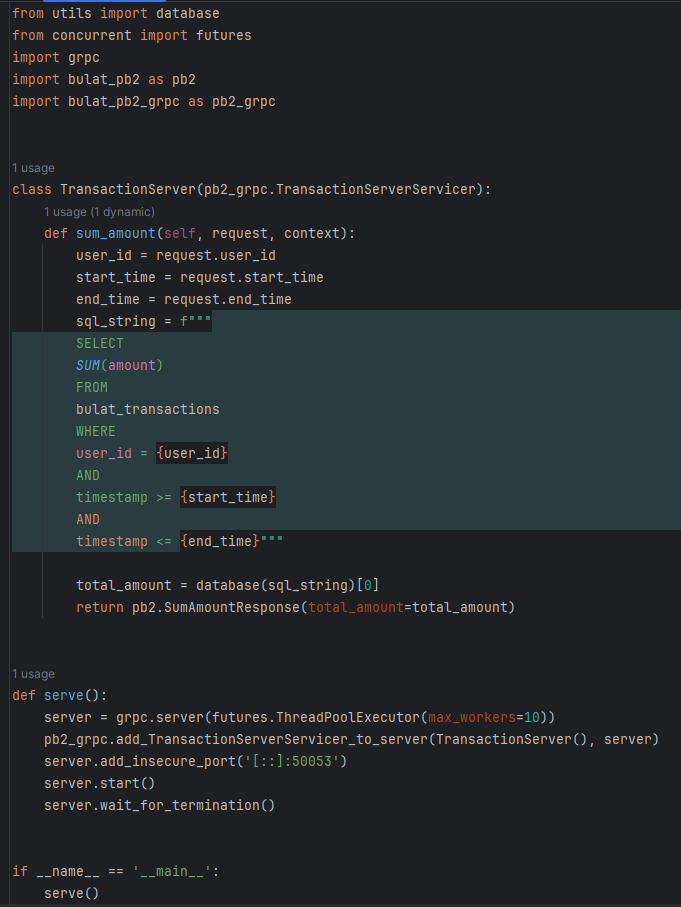 from utils import database
from concurrent import futures
import grpc
import bulat_pb2 as pb2
import bulat_pb2_grpc as pb2_grpc
1 usage
class TransactionServer(pb2_grpc.TransactionServerServicer):
1 usage (1 dynamic)
def sum_amount(self, request, context):
user_id = request.user_id
start_time = request.start_time
end_time = request.end_time
sql_string = f"""
SELECT
SUM(amount)
FROM
bulat_transactions
WHERE
user_id = {user_id}
AND
timestamp >= {start_time}
AND
timestamp <= {end_time}"""
total_amount = database(sql_string)[0]
return pb2.SumAmountResponse(total_amount=total_amount)
1 usage
def serve():
server = grpc.server(futures.ThreadPoolExecutor(max_workers=10))
pb2_grpc.add_TransactionServerServicer_to_server(TransactionServer(), server)
server.add_insecure_port('[::]:50053')
server.start()
server.wait_for_termination()
if __name__ == '__main__':
serve()